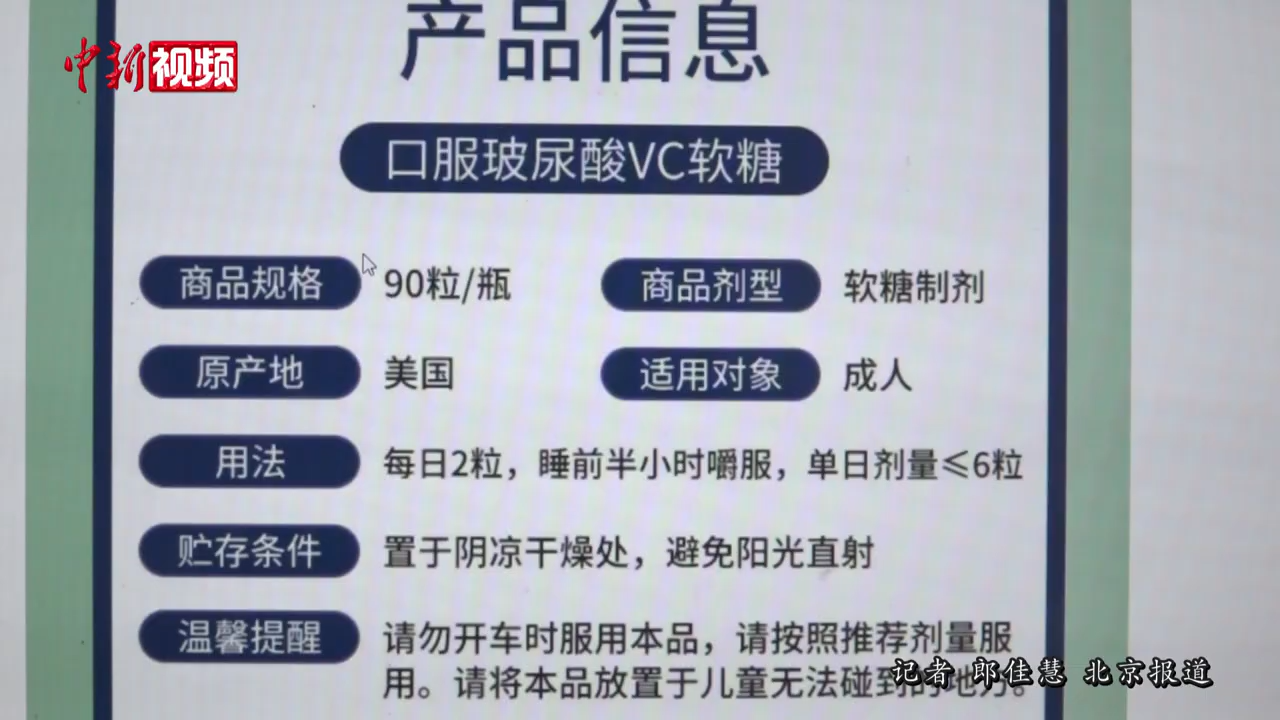 中新视频
产品信息
口服玻尿酸VC软糖
商品规格 90粒/瓶 商品剂型 软糖制剂
原产地 美国 适用对象 成人
用法 每日2粒，睡前半小时嚼服，单日剂量≤6粒
贮存条件 置于阴凉干燥处，避免阳光直射
温馨提醒 请勿开车时服用本品，请按照推荐剂量服
用。请将本品放置于儿童无法碰到的地方。
记者 郎佳慧 北京报道